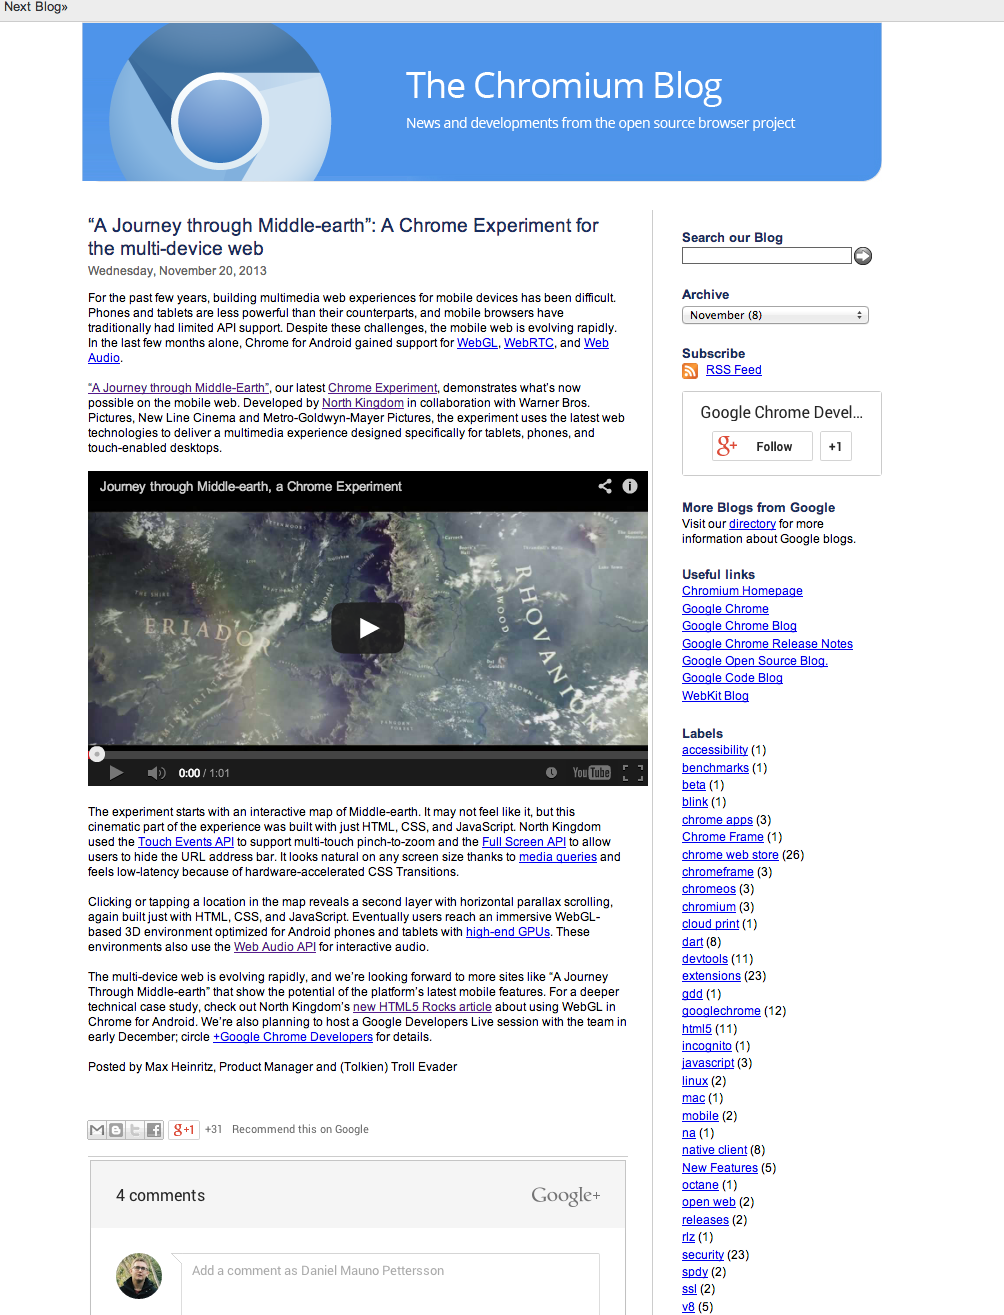 Next Blog»
The Chromium Blog
News and developments from the open source browser project
“A Journey through Middle-earth”: A Chrome Experiment for
the multi-device web
Wednesday, November 20, 2013
For the past few years, building multimedia web experiences for mobile devices has been difficult.
Phones and tablets are less powerful than their counterparts, and mobile browsers have
traditionally had limited API support. Despite these challenges, the mobile web is evolving rapidly.
In the last few months alone, Chrome for Android gained support for WebGL, WebRTC, and Web
Audio.
“A Journey through Middle-Earth”, our latest Chrome Experiment, demonstrates what’s now
possible on the mobile web. Developed by North Kingdom in collaboration with Warner Bros.
Pictures, New Line Cinema and Metro-Goldwyn-Mayer Pictures, the experiment uses the latest web
technologies to deliver a multimedia experience designed specifically for tablets, phones, and
touch-enabled desktops.
Journey through Middle-earth, a Chrome Experiment
THE SHIRE
ERIADO
RHOVANION
0:00 / 1:01
YouTube
The experiment starts with an interactive map of Middle-earth. It may not feel like it, but this
cinematic part of the experience was built with just HTML, CSS, and JavaScript. North Kingdom
used the Touch Events API to support multi-touch pinch-to-zoom and the Full Screen API to allow
users to hide the URL address bar. It looks natural on any screen size thanks to media queries and
feels low-latency because of hardware-accelerated CSS Transitions.
Clicking or tapping a location in the map reveals a second layer with horizontal parallax scrolling,
again built just with HTML, CSS, and JavaScript. Eventually users reach an immersive WebGL-
based 3D environment optimized for Android phones and tablets with high-end GPUs. These
environments also use the Web Audio API for interactive audio.
The multi-device web is evolving rapidly, and we’re looking forward to more sites like “A Journey
Through Middle-earth” that show the potential of the platform’s latest mobile features. For a deeper
technical case study, check out North Kingdom’s new HTML5 Rocks article about using WebGL in
Chrome for Android. We’re also planning to host a Google Developers Live session with the team in
early December; circle +Google Chrome Developers for details.
Posted by Max Heinritz, Product Manager and (Tolkien) Troll Evader
g+1 +31 Recommend this on Google
4 comments
Google+
Add a comment as Daniel Mauno Pettersson
Search our Blog
Archive
November (8)
Subscribe
RSS Feed
Google Chrome Devel...
g+ Follow +1
More Blogs from Google
Visit our directory for more
information about Google blogs.
Useful links
Chromium Homepage
Google Chrome
Google Chrome Blog
Google Chrome Release Notes
Google Open Source Blog.
Google Code Blog
WebKit Blog
Labels
accessibility (1)
benchmarks (1)
beta (1)
blink (1)
chrome apps (3)
Chrome Frame (1)
chrome web store (26)
chromeframe (3)
chromeos (3)
chromium (3)
cloud print (1)
dart (8)
devtools (11)
extensions (23)
gdd (1)
googlechrome (12)
html5 (11)
incognito (1)
javascript (3)
linux (2)
mac (1)
mobile (2)
na (1)
native client (8)
New Features (5)
octane (1)
open web (2)
releases (2)
rlz (1)
security (23)
spdy (2)
ssl (2)
v8 (5)